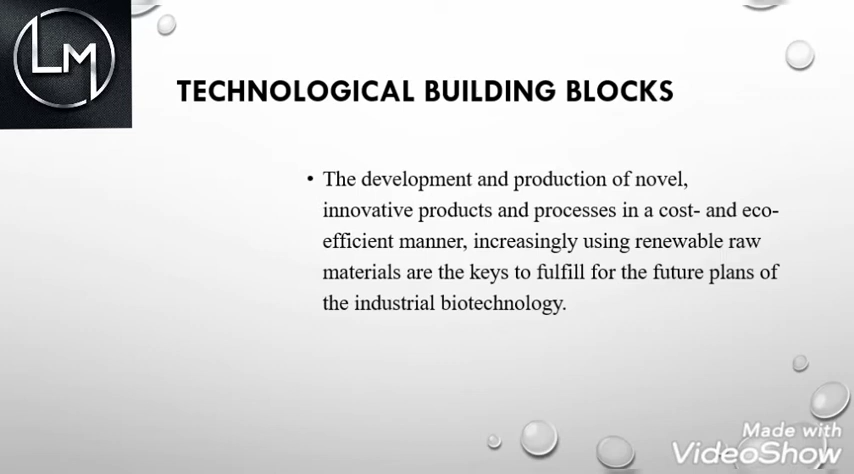 LM
TECHNOLOGICAL BUILDING BLOCKS
• The development and production of novel,
innovative products and processes in a cost- and eco-
efficient manner, increasingly using renewable raw
materials are the keys to fulfill for the future plans of
the industrial biotechnology.
Made with
VideoShow